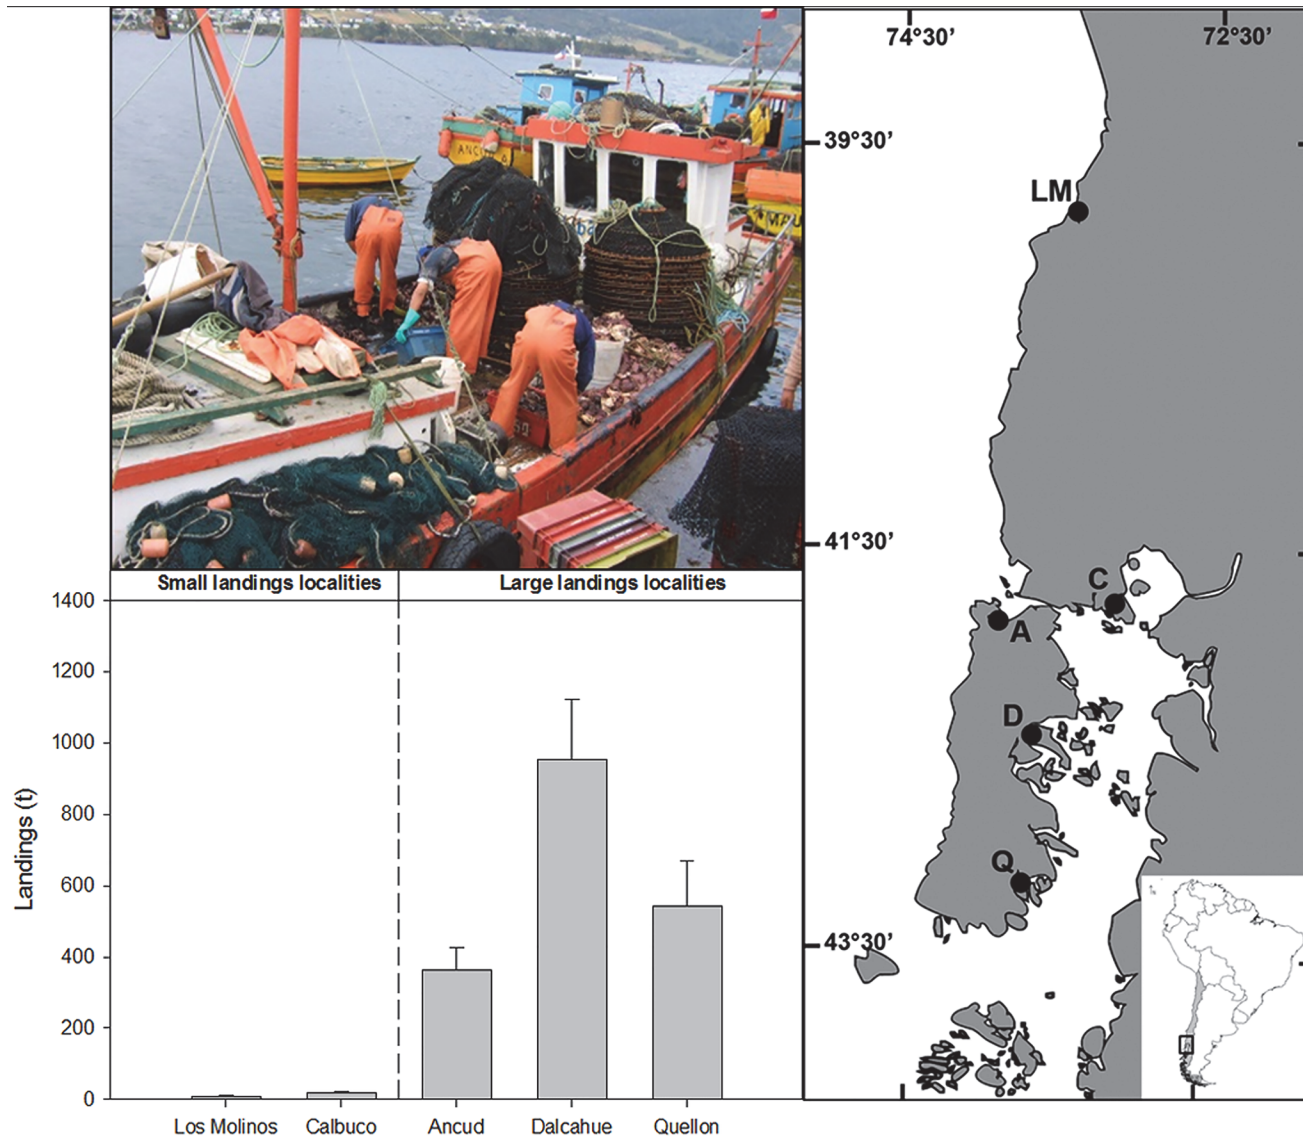 ANCUD A
Small landings localities
Large landings localities
1400
1200
1000
800
600
400
200
0
Landings (t)
Los Molinos
Calbuco
Ancud
Dalcahue
Quellon
74°30'
72°30'
39°30'
LM
41°30'
C
A
D
Q
43°30'